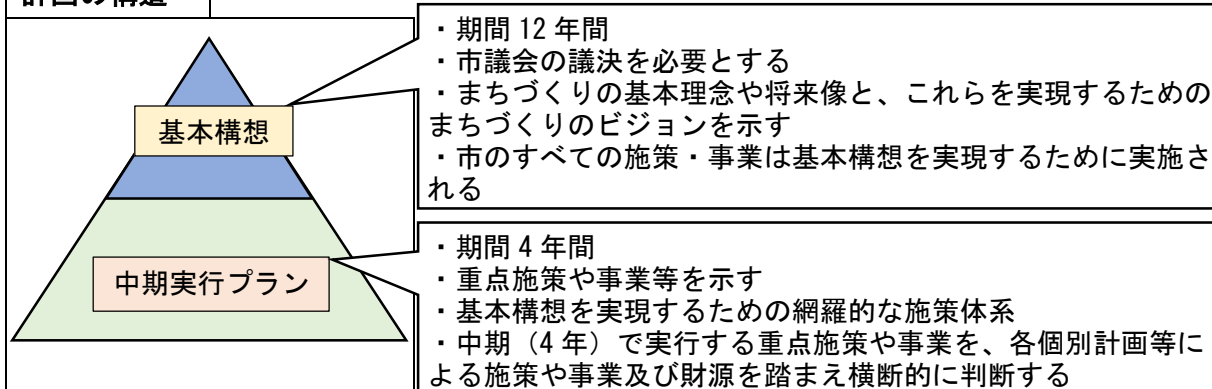 計画の構造
・期間 12 年間
・市議会の議決を必要とする
・まちづくりの基本理念や将来像と、これらを実現するための
まちづくりのビジョンを示す
・市のすべての施策・事業は基本構想を実現するために実施さ
れる
基本構想
・期間 4 年間
・重点施策や事業等を示す
・基本構想を実現するための網羅的な施策体系
・中期（4 年）で実行する重点施策や事業を、各個別計画等に
よる施策や事業及び財源を踏まえ横断的に判断する
中期実行プラン